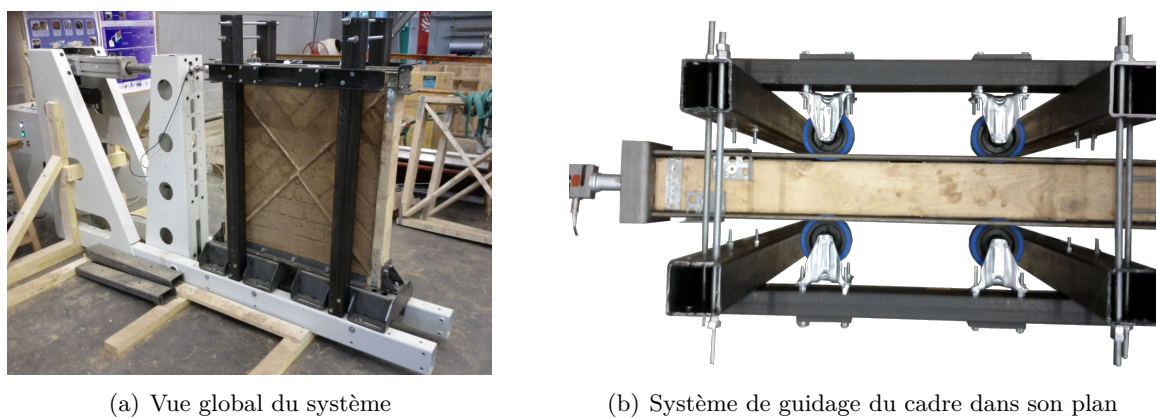 (a) Vue global du système
(b) Système de guidage du cadre dans son plan